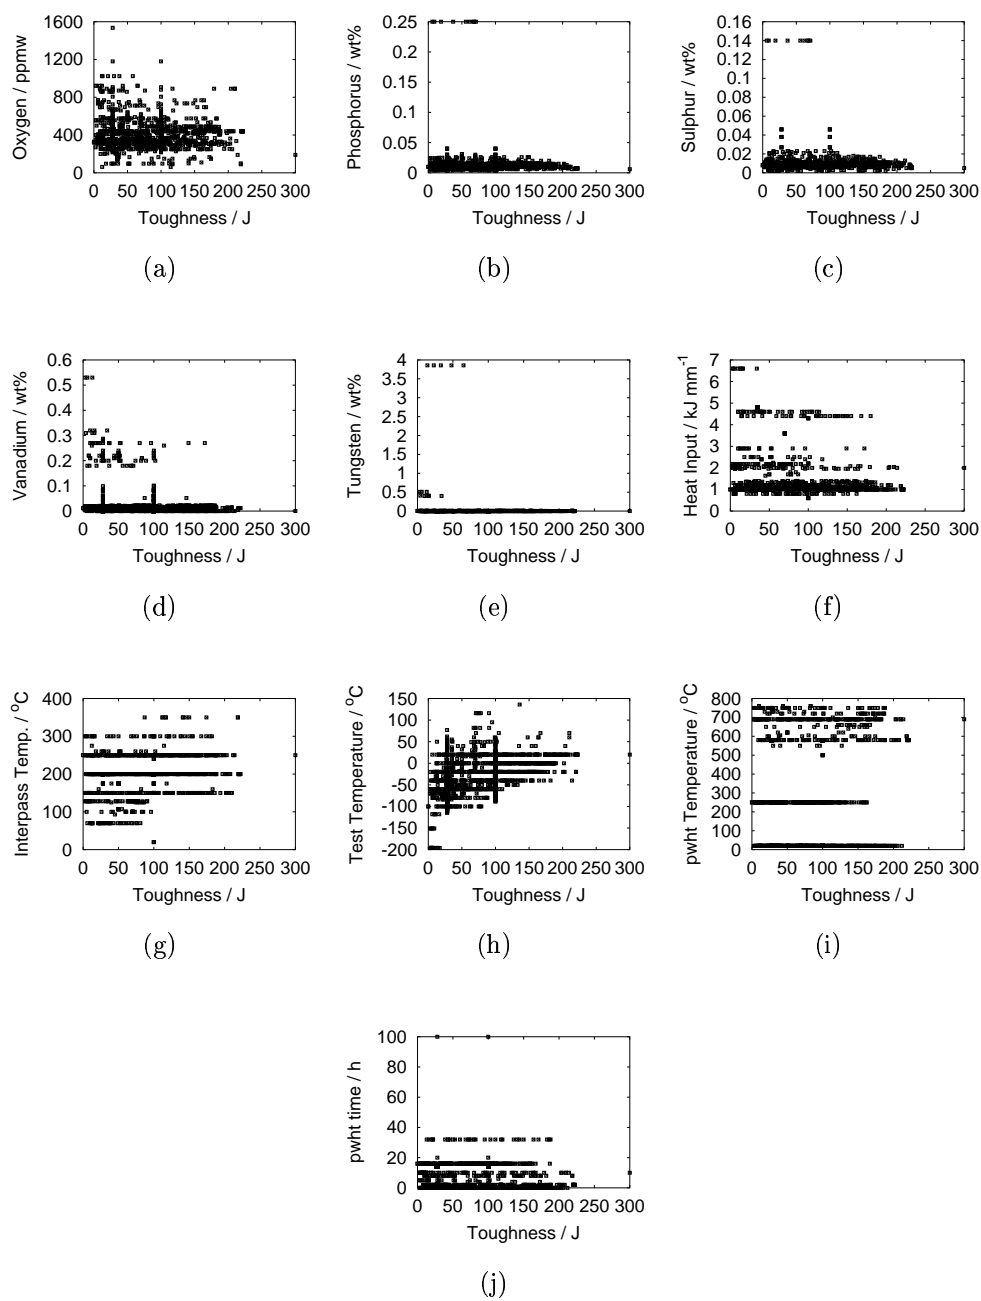 1600
1200
800
400
0
0 50 100 150 200 250 300
Oxygen / ppmw
Toughness / J
(a)
0.25
0.2
0.15
0.1
0.05
0
0 50 100 150 200 250 300
Phosphorus / wt%
Toughness / J
(b)
0.16
0.14
0.13
0.12
0.10
0.08
0.06
0.04
0.02
0 50 100 150 200 250 300
Sulphur / wt%
Toughness / J
(c)
0.6
0.5
0.4
0.3
0.2
0.1
0
0 50 100 150 200 250 300
Vanadium / wt%
Toughness / J
(d)
4
3.5
3
2.5
2
1.5
1
0.5
0
0 50 100 150 200 250 300
Tungsten / wt%
Toughness / J
(e)
7
6
5
4
3
2
1
0
0 50 100 150 200 250 300
Heat Input / kJ mm⁻¹
Toughness / J
(f)
400
300
200
100
0
0 50 100 150 200 250 300
Interpass Temp. / °C
Toughness / J
(g)
150
100
50
0
-50
-100
-150
-200
0 50 100 150 200 250 300
Test Temperature / °C
Toughness / J
(h)
800
700
600
500
400
300
200
100
0
0 50 100 150 200 250 300
pwht Temperature / °C
Toughness / J
(i)
100
80
60
40
20
0
0 50 100 150 200 250 300
pwht time / h
Toughness / J
(j)